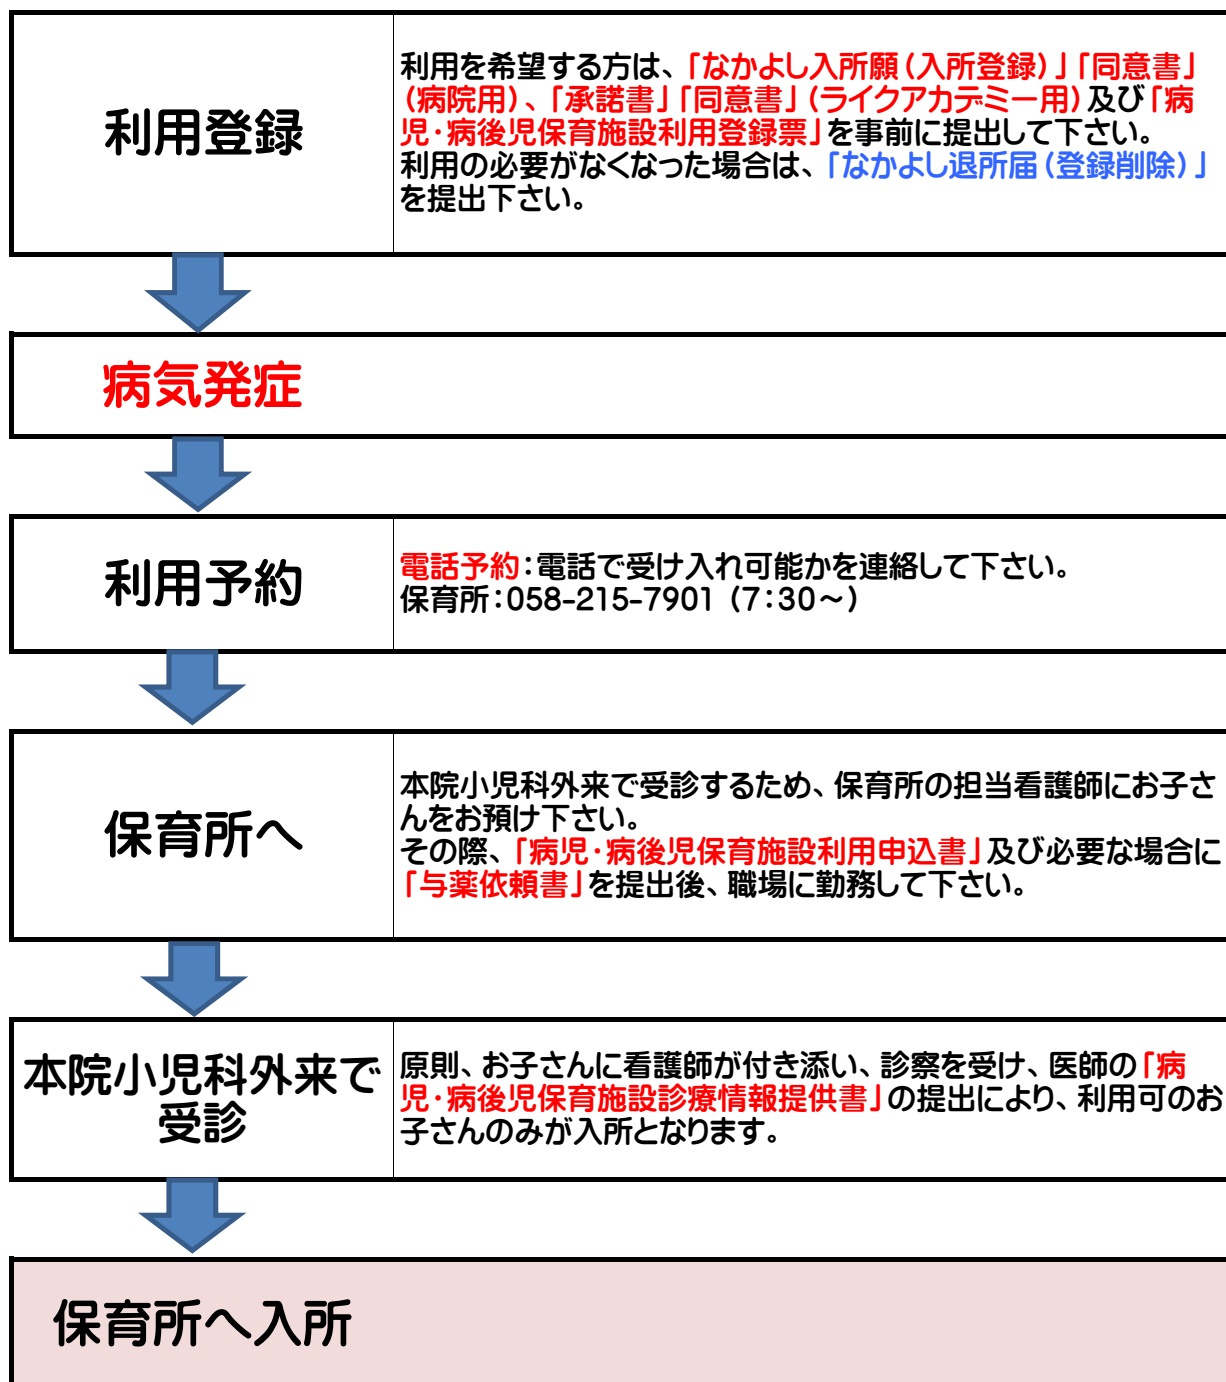 利用登録
利用を希望する方は、「なかよし入所願（入所登録）」「同意書」
（病院用）、「承諾書」「同意書」（ライクアカデミー用）及び「病
児・病後児保育施設利用登録票」を事前に提出して下さい。
利用の必要がなくなった場合は、「なかよし退所届（登録削除）」
を提出下さい。
病気発症
利用予約
電話予約：電話で受け入れ可能かを連絡して下さい。
保育所：058-215-7901（7：30～）
保育所へ
本院小児科外来で受診するため、保育所の担当看護師にお子さ
んをお預け下さい。
その際、「病児・病後児保育施設利用申込書」及び必要な場合に
「与薬依頼書」を提出後、職場に勤務して下さい。
本院小児科外来で
受診
原則、お子さんに看護師が付き添い、診察を受け、医師の「病
児・病後児保育施設診療情報提供書」の提出により、利用可のお
子さんのみが入所となります。
保育所へ入所